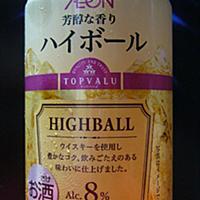 ÆON
芳醇な香り
ハイボール
TOPVALU
HIGHBALL
ウイスキーを使用し
豊かなコク、飲みごたえのある
味わいに仕上げました。
お酒
Alc. 8%